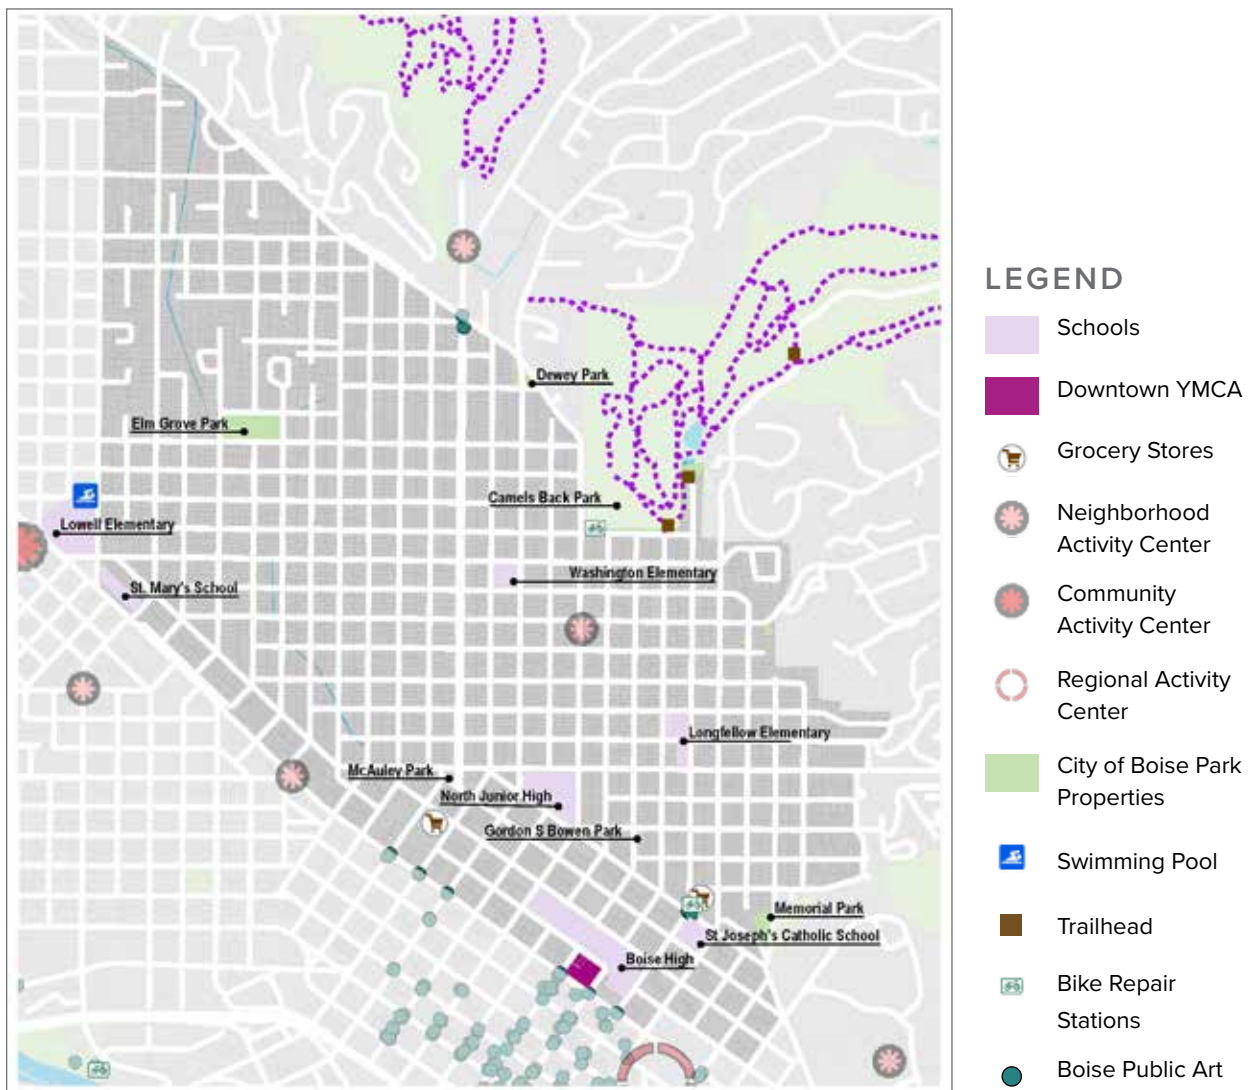 Dewey Park
Elm Grove Park
Camels Back Park
Lowell Elementary
Washington Elementary
St. Mary's School
Longfellow Elementary
McAuley Park
North Junior High
Gordon S Bowen Park
Memorial Park
St Joseph's Catholic School
Boise High
LEGEND
Schools
Downtown YMCA
Grocery Stores
Neighborhood
Activity Center
Community
Activity Center
Regional Activity
Center
City of Boise Park
Properties
Swimming Pool
Trailhead
Bike Repair
Stations
Boise Public Art